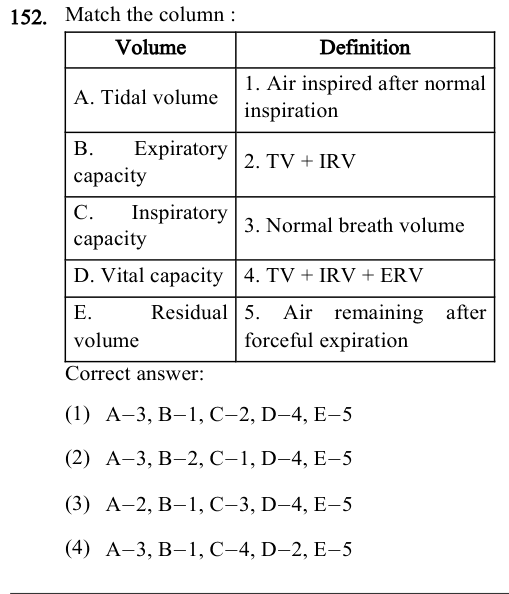 152. Match the column :
Volume Definition
A. Tidal volume 1. Air inspired after normal
inspiration
B. Expiratory
capacity 2. TV + IRV
C. Inspiratory
capacity 3. Normal breath volume
D. Vital capacity 4. TV + IRV + ERV
E. Residual 5. Air remaining after
volume forceful expiration
Correct answer:
(1) A–3, B–1, C–2, D–4, E–5
(2) A–3, B–2, C–1, D–4, E–5
(3) A–2, B–1, C–3, D–4, E–5
(4) A–3, B–1, C–4, D–2, E–5